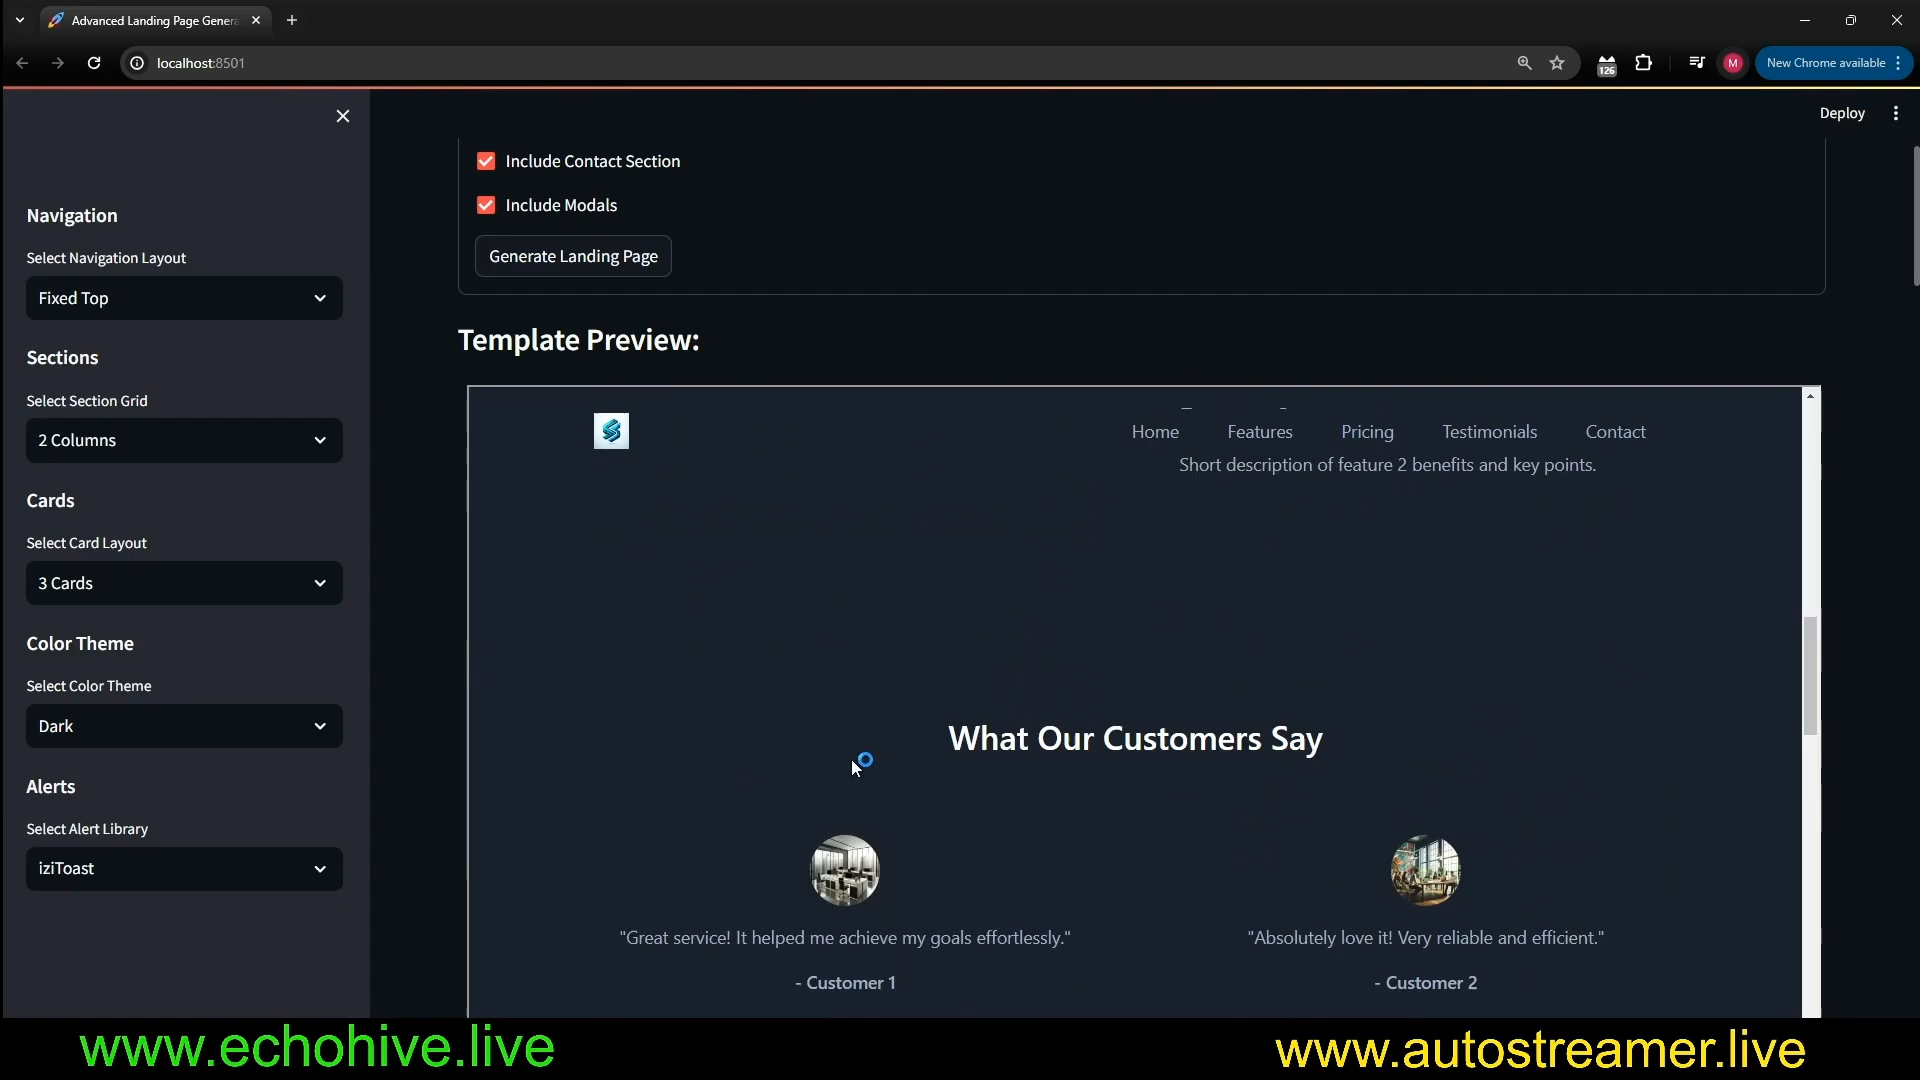 Advanced Landing Page Genera
localhost:8501
126
M
New Chrome available
Deploy
Navigation
Select Navigation Layout
Fixed Top
Sections
Select Section Grid
2 Columns
Cards
Select Card Layout
3 Cards
Color Theme
Select Color Theme
Dark
Alerts
Select Alert Library
iziToast
Include Contact Section
Include Modals
Generate Landing Page
Template Preview:
Home Features Pricing Testimonials Contact
Short description of feature 2 benefits and key points.
What Our Customers Say
"Great service! It helped me achieve my goals effortlessly."
- Customer 1
"Absolutely love it! Very reliable and efficient."
- Customer 2
www.echohive.live
www.autostreamer.live